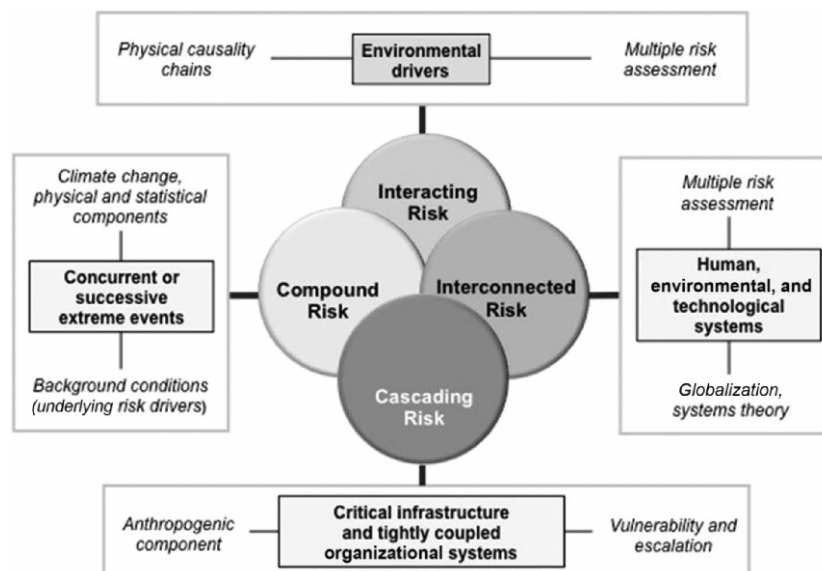 Physical causality
chains
Environmental
drivers
Multiple risk
assessment
Climate change,
physical and statistical
components
Concurrent or
successive
extreme events
Background conditions
(underlying risk drivers)
Interacting
Risk
Compound
Risk
Interconnected
Risk
Cascading
Risk
Multiple risk
assessment
Human,
environmental, and
technological
systems
Globalization,
systems theory
Anthropogenic
component
Critical infrastructure
and tightly coupled
organizational systems
Vulnerability and
escalation